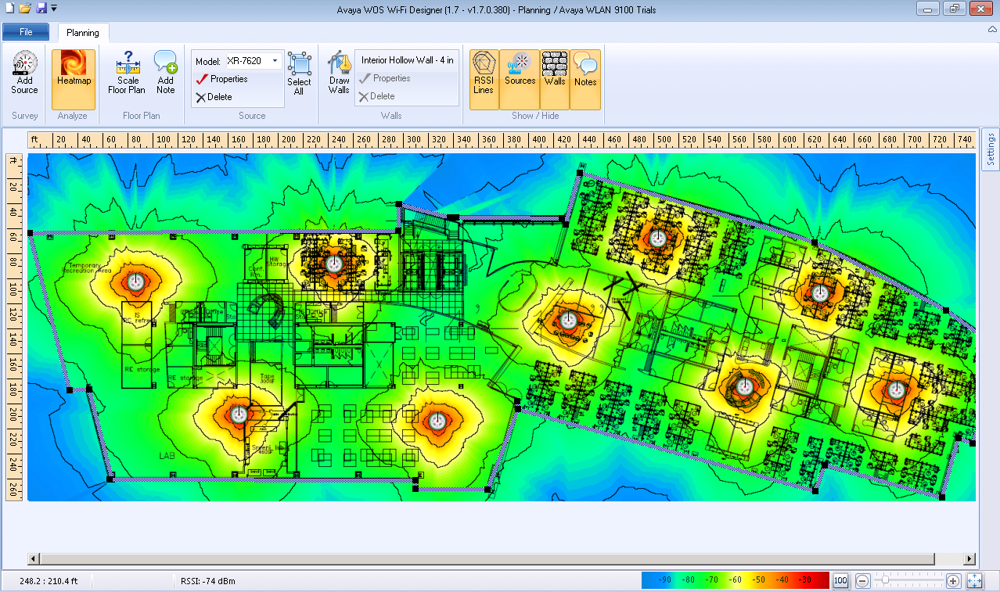 Avaya WOS Wi-Fi Designer (1.7 - v1.7.0.380) - Planning / Avaya WLAN 9100 Trials
File
Planning
Add Source
Heatmap
Scale Floor Plan
Add Note
Model: XR-7620
Properties
Delete
Select All
Draw Walls
Interior Hollow Wall - 4 in
Properties
Delete
RSSI Lines
Sources
Walls
Notes
Survey
Analyze
Floor Plan
Source
Walls
Show / Hide
settings
ft 20 40 60 80 100 120 140 160 180 200 220 240 260 280 300 320 340 360 380 400 420 440 460 480 500 520 540 560 580 600 620 640 660 680 700 720 740
ft 20 40 60 80 100 120 140 160 180 200 220 240 260
Temporary
Recreation Area
HW
Storage
Conf.
Rm.
IS
RE storage
RE storage
Tape
LAB
248.2 : 210.4 ft
RSSI: -74 dBm
-90 -80 -70 -60 -50 -40 -30
100